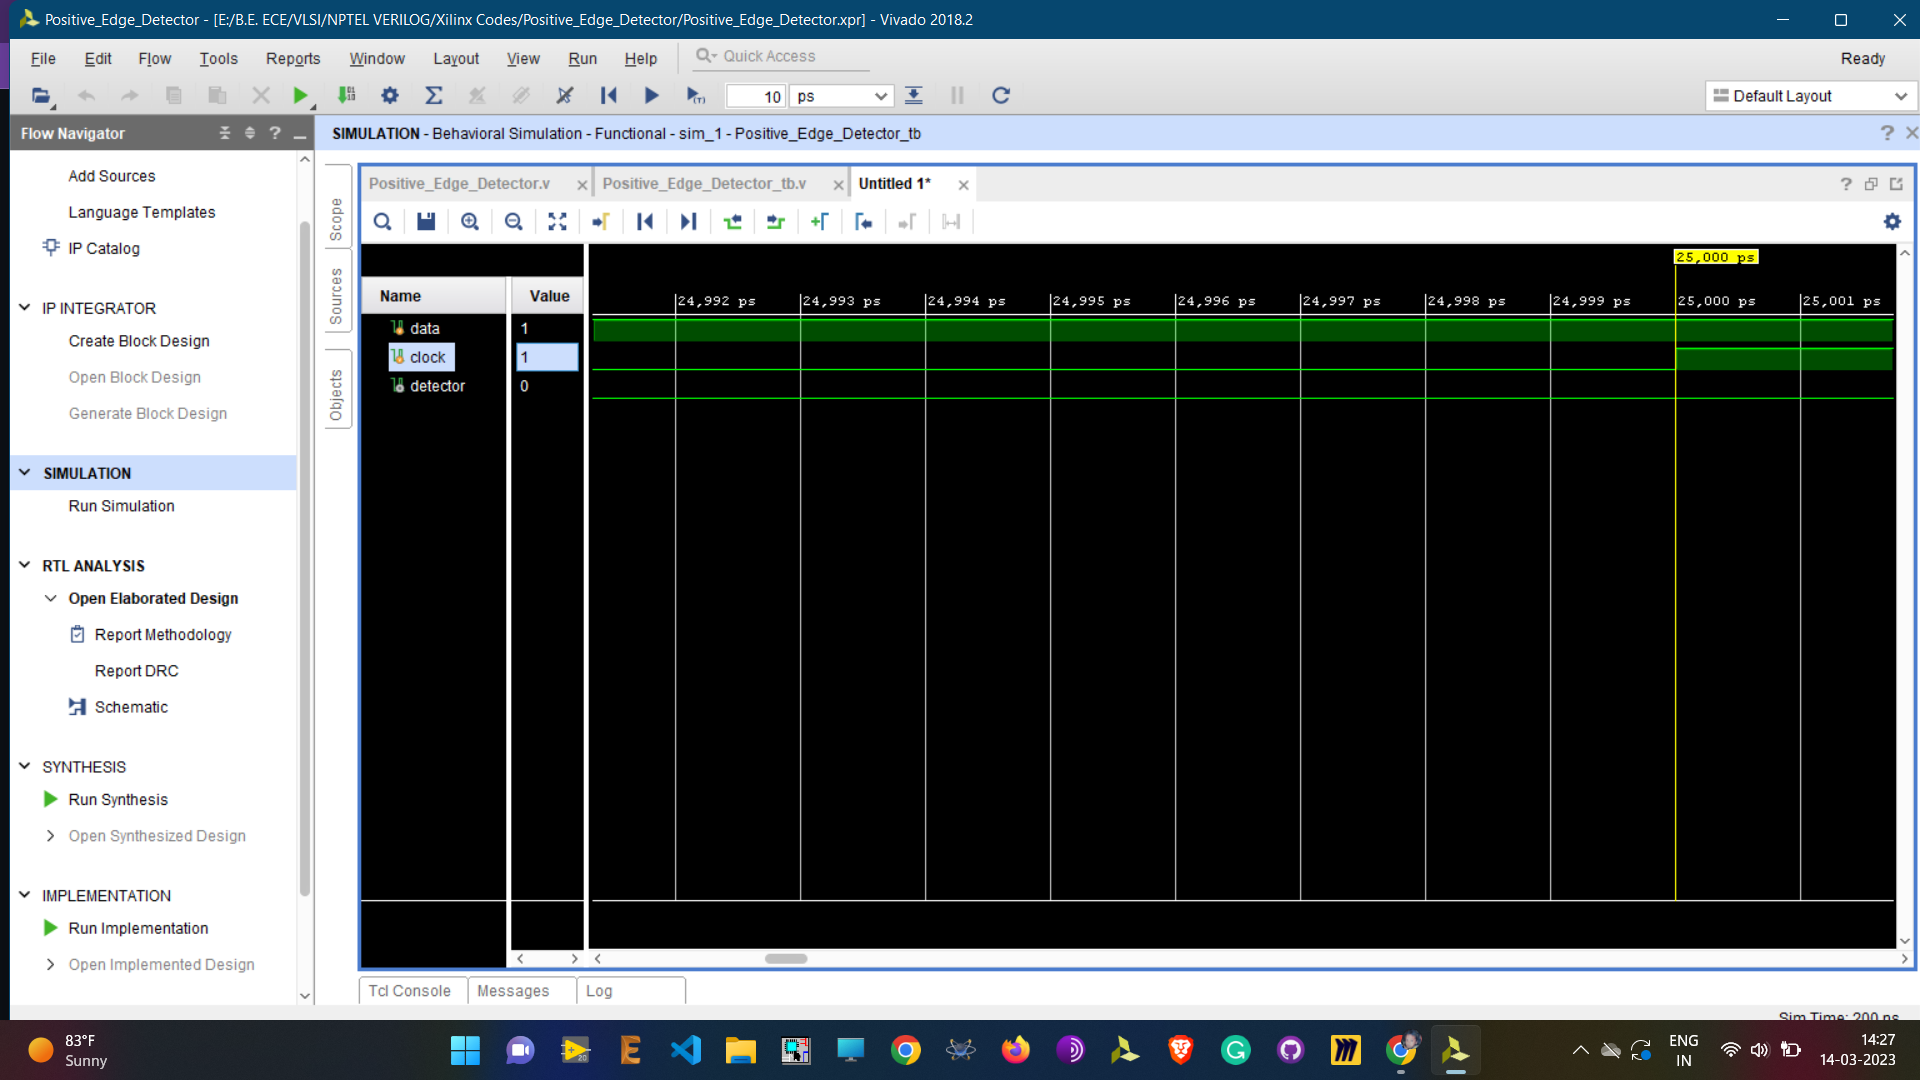 Positive_Edge_Detector - [E:/B.E. ECE/VLSI/NPTEL VERILOG/Xilinx Codes/Positive_Edge_Detector/Positive_Edge_Detector.xpr] - Vivado 2018.2
File Edit Flow Tools Reports Window Layout View Run Help Quick Access Ready
10 ps Default Layout
Flow Navigator
SIMULATION - Behavioral Simulation - Functional - sim_1 - Positive_Edge_Detector_tb
Add Sources
Language Templates
IP Catalog
IP INTEGRATOR
Create Block Design
Open Block Design
Generate Block Design
SIMULATION
Run Simulation
RTL ANALYSIS
Open Elaborated Design
Report Methodology
Report DRC
Schematic
SYNTHESIS
Run Synthesis
Open Synthesized Design
IMPLEMENTATION
Run Implementation
Open Implemented Design
Scope
Sources
Objects
Positive_Edge_Detector.v Positive_Edge_Detector_tb.v Untitled 1*
25,000 ps
Name Value
24,992 ps 24,993 ps 24,994 ps 24,995 ps 24,996 ps 24,997 ps 24,998 ps 24,999 ps 25,000 ps 25,001 ps
data 1
clock 1
detector 0
Tcl Console Messages Log
Sim Time: 200 ns
83°F
Sunny
ENG
IN
14:27
14-03-2023